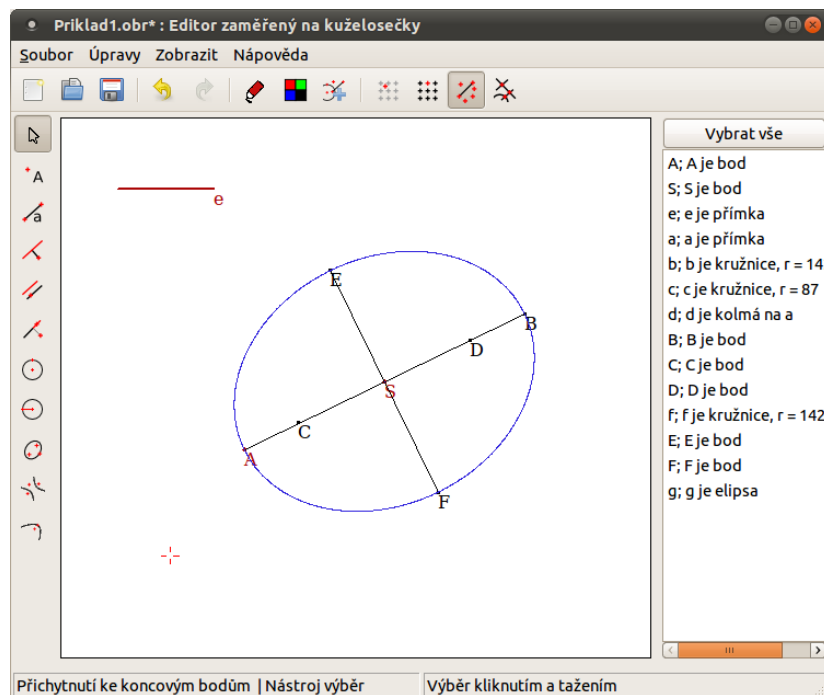 Priklad1.obr* : Editor zaměřený na kuželosečky
Soubor Úpravy Zobrazit Nápověda
A
a
e
E
B
D
S
C
A
F
Vybrat vše
A; A je bod
S; S je bod
e; e je přímka
a; a je přímka
b; b je kružnice, r = 14
c; c je kružnice, r = 87
d; d je kolmá na a
B; B je bod
C; C je bod
D; D je bod
f; f je kružnice, r = 142
E; E je bod
F; F je bod
g; g je elipsa
Přichytnutí ke koncovým bodům | Nástroj výběr
Výběr kliknutím a tažením